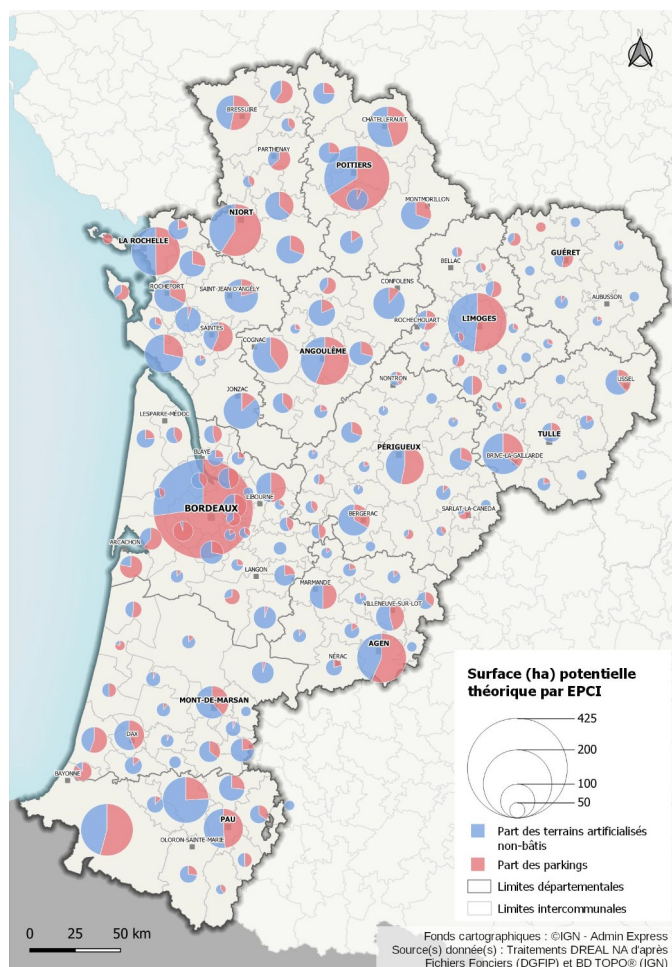 N
BRESSUIRE
CHÂTELLERAULT
PARTHENAY
POITIERS
MONTMORILLON
NIORT
LA ROCHELLE
GUÉRET
BELLAC
CONFOLENS
ROCHEFORT
SAINT-JEAN D'ANGÉLY
AUBUSSON
LIMOGES
ROCHECHOUART
SAINTES
COGNAC
ANGOULÊME
USSEL
NONTRON
JONZAC
LESPARRE-MÉDOC
TULLE
PÉRIGUEUX
BRIVE-LA-GAILLARDE
BLAYE
LIBOURNE
BORDEAUX
BERGERAC
SARLAT-LA-CANÉDA
ARCACHON
LANGON
MARMANDE
VILLENEUVE-SUR-LOT
AGEN
NÉRAC
MONT-DE-MARSAN
DAX
BAYONNE
PAU
OLORON-SAINTE-MARIE
Surface (ha) potentielle
théorique par EPCI
425
200
100
50
Part des terrains artificialisés
non-bâtis
Part des parkings
Limites départementales
Limites intercommunales
0 25 50 km
Fonds cartographiques : ©IGN - Admin Express
Source(s) donnée(s) : Traitements DREAL NA d'après
Fichiers Fonciers (DGFIP) et BD TOPO® (IGN)